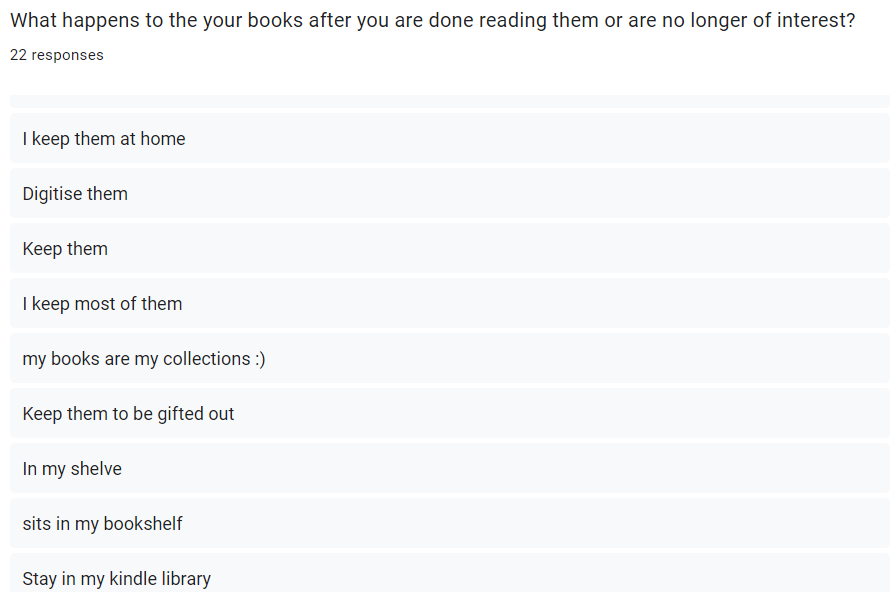 What happens to the your books after you are done reading them or are no longer of interest?
22 responses
I keep them at home
Digitise them
Keep them
I keep most of them
my books are my collections :)
Keep them to be gifted out
In my shelve
sits in my bookshelf
Stay in my kindle library